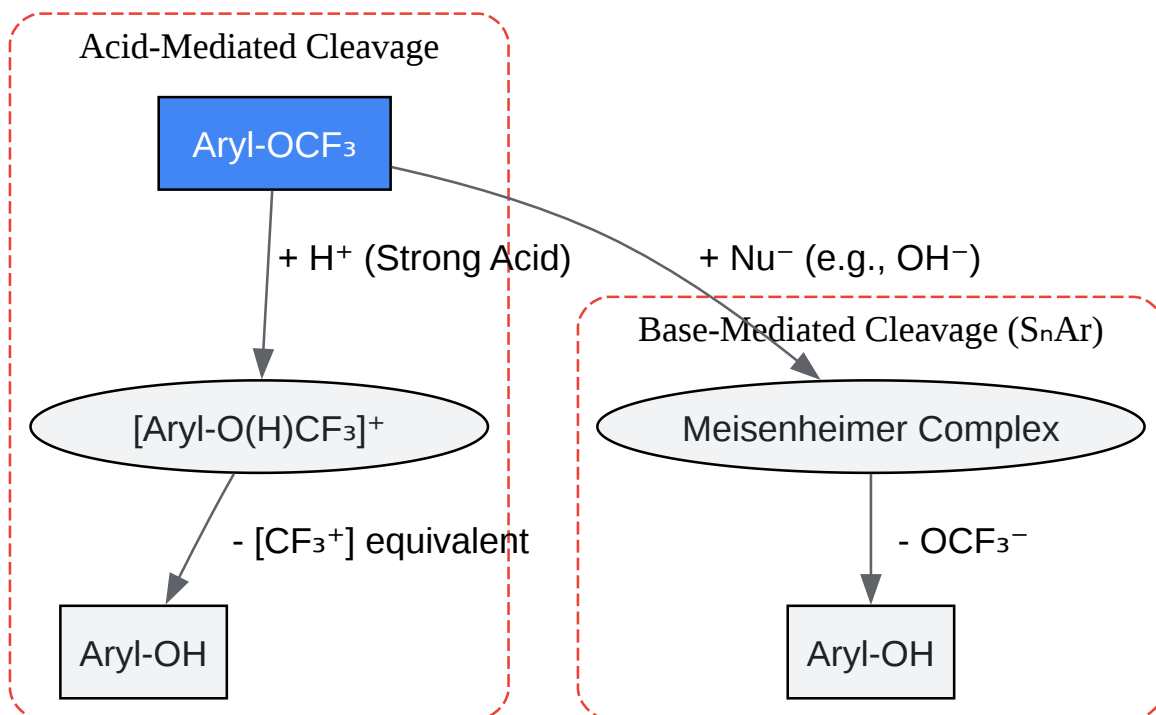 Acid-Mediated Cleavage
Aryl-OCF₃
+ H⁺ (Strong Acid)
+ Nu⁻ (e.g., OH⁻)
Base-Mediated Cleavage (SₙAr)
[Aryl-O(H)CF₃]⁺
Meisenheimer Complex
- [CF₃⁺] equivalent
- OCF₃⁻
Aryl-OH
Aryl-OH